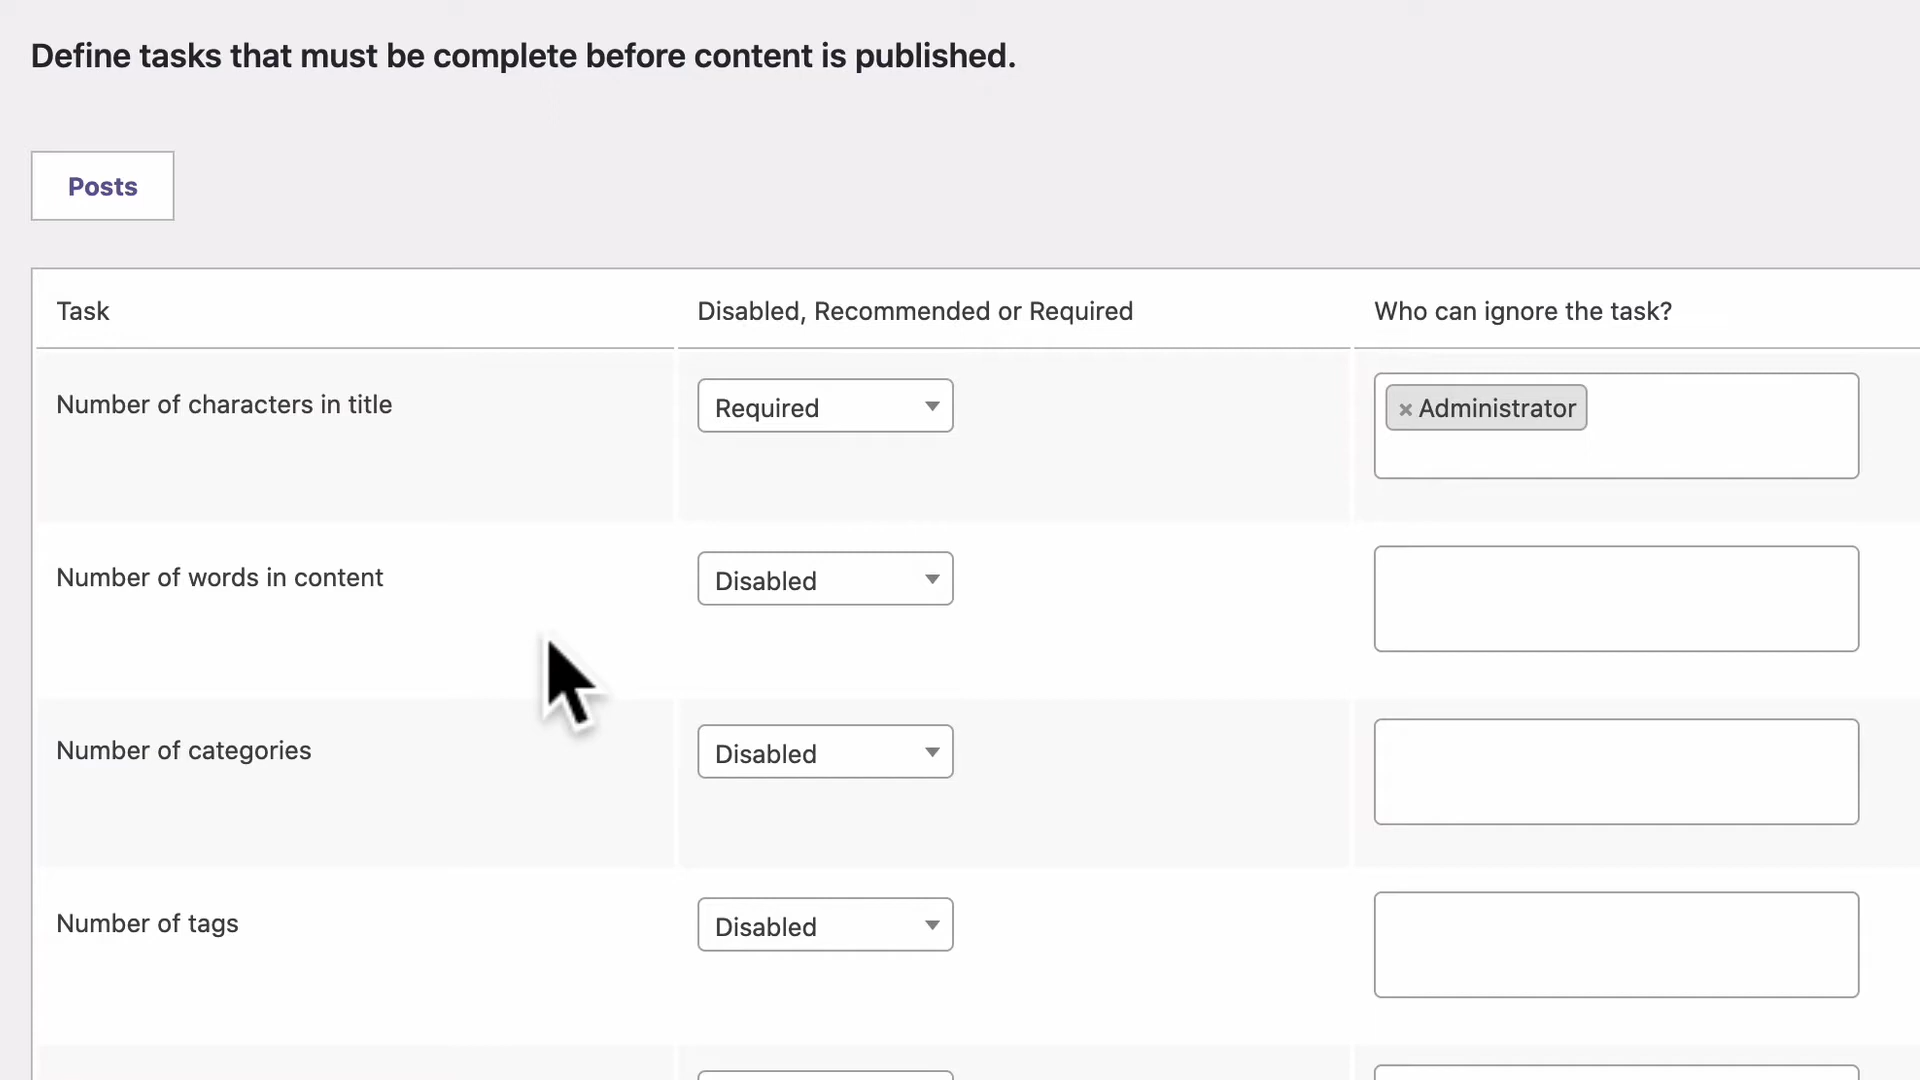 Define tasks that must be complete before content is published.
Posts
Task
Disabled, Recommended or Required
Who can ignore the task?
Number of characters in title
Required
× Administrator
Number of words in content
Disabled
Number of categories
Disabled
Number of tags
Disabled